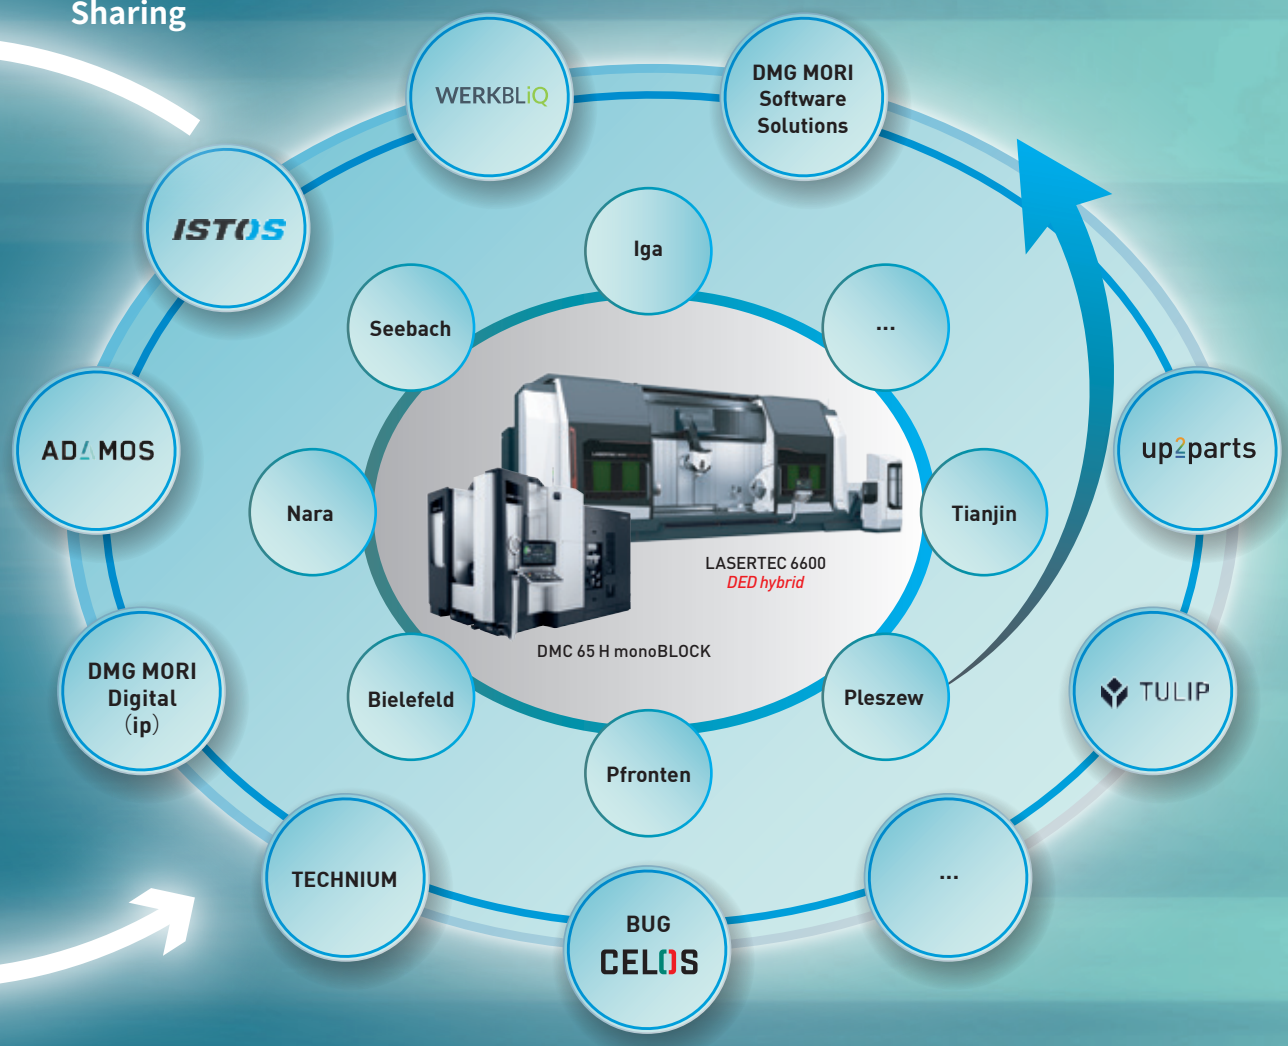 Sharing
WERKBLiQ
DMG MORI
Software
Solutions
ISTOS
Iga
Seebach
...
ADAMOS
up2parts
Nara
Tianjin
LASERTEC 6600
DED hybrid
DMC 65 H monoBLOCK
DMG MORI
Digital
(ip)
Bielefeld
Pleszew
TULIP
Pfronten
TECHNIUM
...
BUG
CELOS